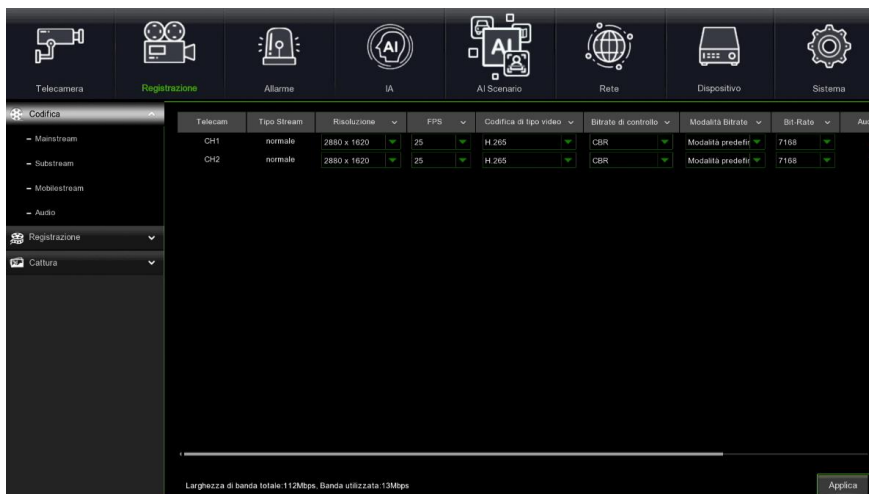 Telecamera Registrazione Allarme IA AI Scenario Rete Dispositivo Sistema
AI
AI
Codifica
Mainstream
Substream
Mobilestream
Audio
Registrazione
Cattura
Telecam Tipo Stream Risoluzione FPS Codifica di tipo video Bitrate di controllo Modalità Bitrate Bit-Rate
CH1 normale 2880 x 1620 25 H.265 CBR Modalità predefir 7168
CH2 normale 2880 x 1620 25 H.265 CBR Modalità predefir 7168
Larghezza di banda totale:112Mbps, Banda utilizzata:13Mbps
Applica